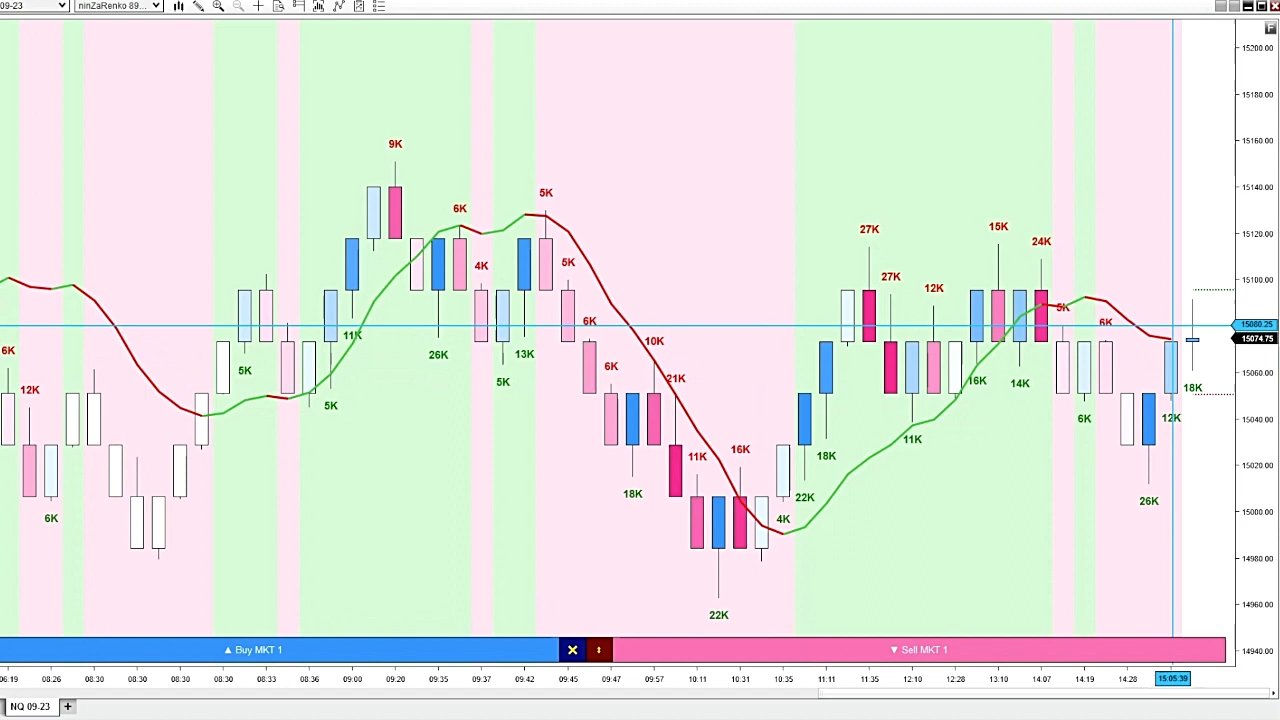 09-23 ninZaRenko 89...
F
15200.00
15180.00
15160.00
15140.00
15120.00
15100.00
15080.25
15074.75
15060.00
15040.00
15020.00
15000.00
14980.00
14960.00
14940.00
9K
5K
6K
27K
15K
24K
4K
5K
27K
12K
5K
6K
6K
11K
6K
10K
26K
13K
12K
5K
6K
21K
5K
5K
16K
14K
18K
12K
6K
12K
11K
16K
11K
18K
6K
18K
22K
26K
4K
22K
▲ Buy MKT 1
▼ Sell MKT 1
06:19 08:26 08:30 08:30 08:30 08:30 08:33 08:36 09:00 09:20 09:35 09:37 09:42 09:45 09:47 09:57 10:11 10:31 10:35 11:11 11:35 12:10 12:28 13:10 14:07 14:19 14:28 15:05:39
NQ 09-23 +